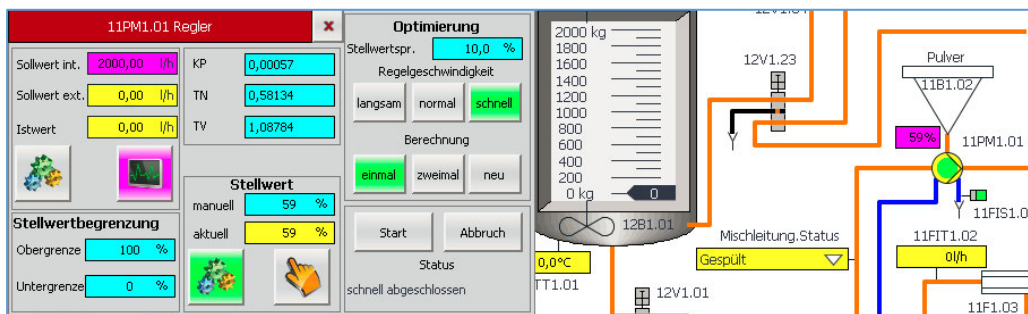 11PM1.01 Regler
x
Sollwert int.
2000,00 l/h
Sollwert ext.
0,00 l/h
Istwert
0,00 l/h
KP
0,00057
TN
0,58134
TV
1,08784
Stellwertbegrenzung
Obergrenze
100 %
Untergrenze
0 %
Stellwert
manuell
59 %
aktuell
59 %
Optimierung
Stellwertspr.
10,0 %
Regelgeschwindigkeit
langsam
normal
schnell
Berechnung
einmal
zweimal
neu
Start
Abbruch
Status
schnell abgeschlossen
2000 kg
1800
1600
1400
1200
1000
800
600
400
200
0 kg
0
12B1.01
0,0°C
TT1.01
12V1.01
12V1.23
Mischleitung.Status
Gespült
Pulver
11B1.02
59%
11PM1.01
11FIS1.0
11FIT1.02
0l/h
11F1.03